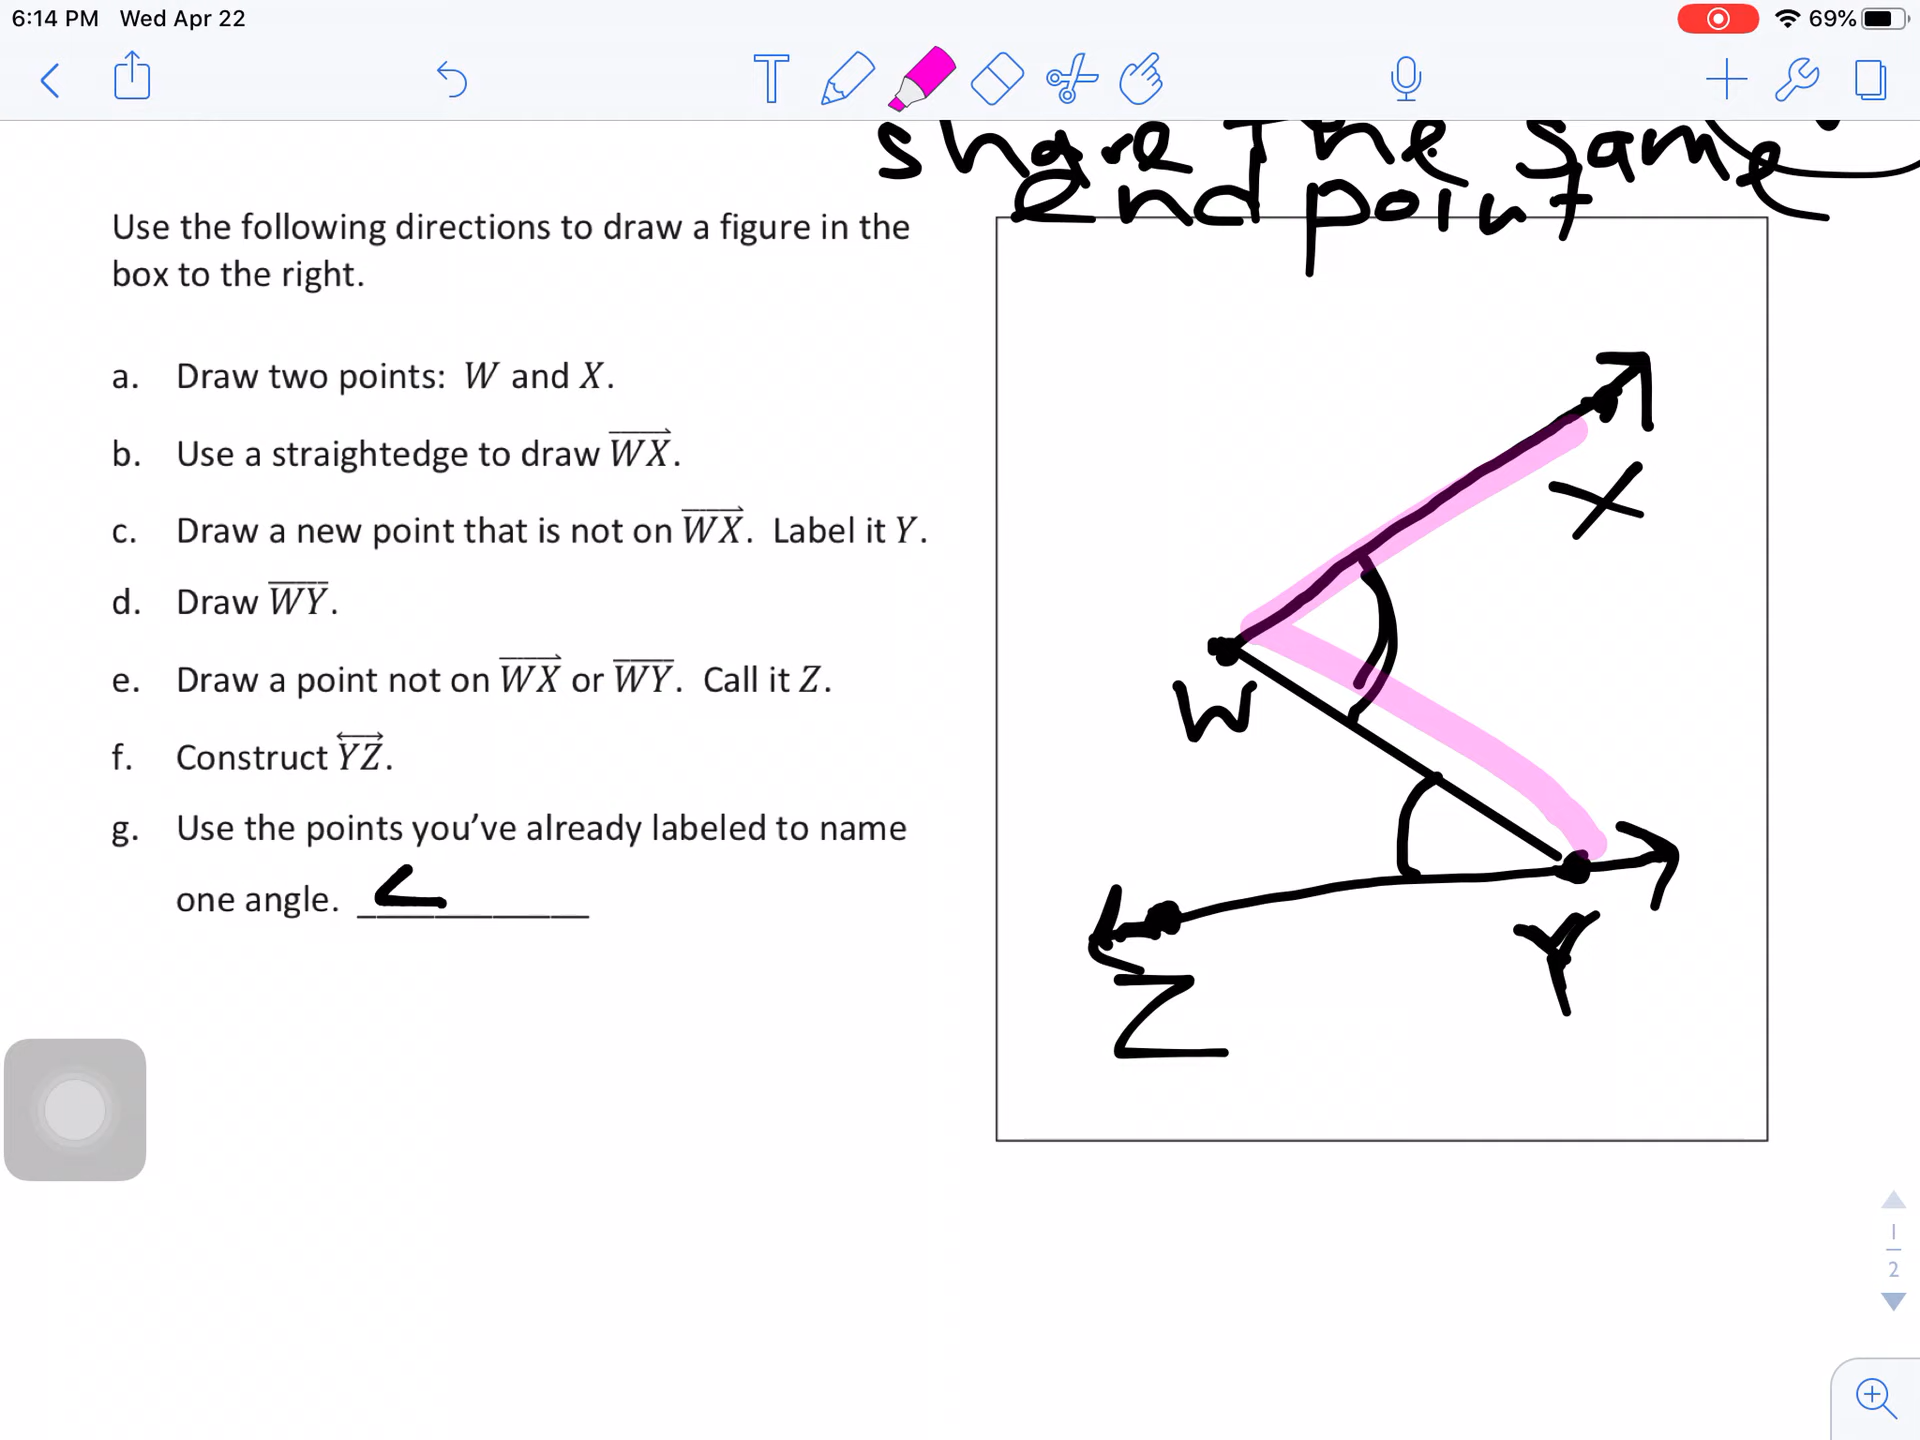 6:14 PM Wed Apr 22
69%
T
share the same
endpoint
Use the following directions to draw a figure in the
box to the right.
a. Draw two points: W and X.
b. Use a straightedge to draw WX.
c. Draw a new point that is not on WX. Label it Y.
d. Draw WY.
e. Draw a point not on WX or WY. Call it Z.
f. Construct YZ.
g. Use the points you’ve already labeled to name
one angle. ∠
X
W
Y
Z
1
2